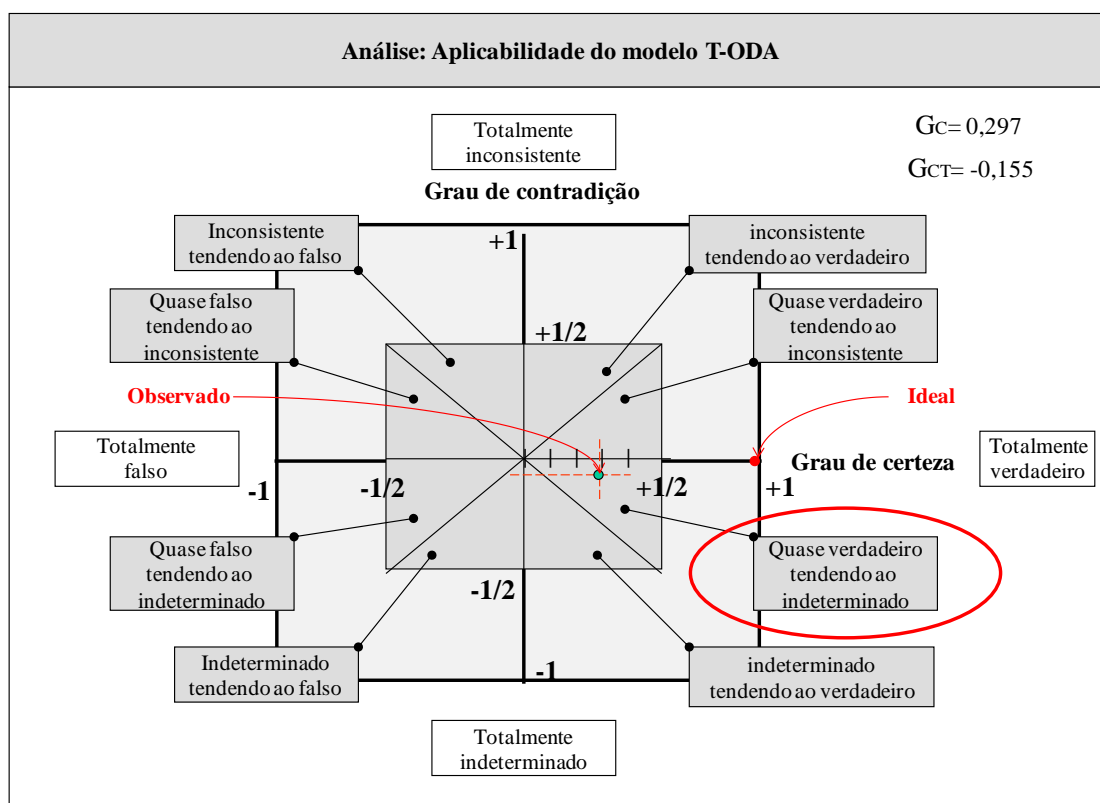 Análise: Aplicabilidade do modelo T-ODA
Totalmente
inconsistente
GC= 0,297
GCT= -0,155
Grau de contradição
Inconsistente
tendendo ao falso
+1
inconsistente
tendendo ao verdadeiro
Quase falso
tendendo ao
inconsistente
+1/2
Quase verdadeiro
tendendo ao
inconsistente
Observado
Ideal
Totalmente
falso
Grau de certeza
Totalmente
verdadeiro
-1
-1/2
+1/2
+1
Quase falso
tendendo ao
indeterminado
Quase verdadeiro
tendendo ao
indeterminado
-1/2
Indeterminado
tendendo ao falso
-1
indeterminado
tendendo ao verdadeiro
Totalmente
indeterminado